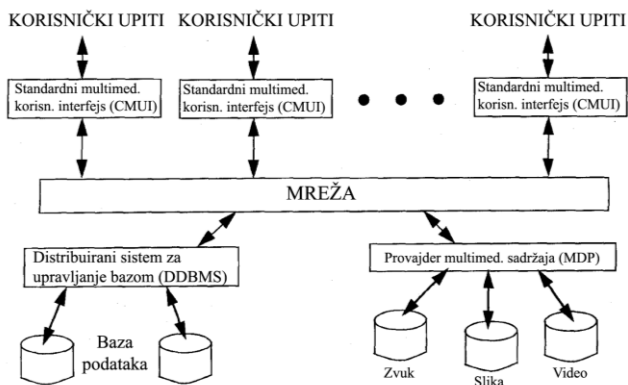 KORISNIČKI UPITI
KORISNIČKI UPITI
KORISNIČKI UPITI
Standardni multimed.
korisn. interfejs (CMUI)
Standardni multimed.
korisn. interfejs (CMUI)
Standardni multimed.
korisn. interfejs (CMUI)
MREŽA
Distribuirani sistem za
upravljanje bazom (DDBMS)
Provajder multimed. sadržaja (MDP)
Baza
podataka
Zvuk
Slika
Video